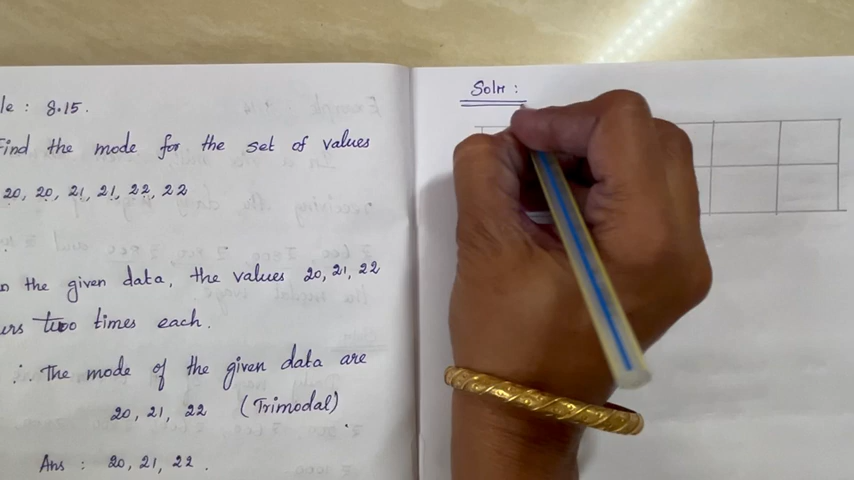 le : 8.15.
Find the mode for the set of values
20, 20, 21, 21, 22, 22
n the given data, the values 20, 21, 22
urs two times each.
∴ The mode of the given data are
20, 21, 22 (Trimodal)
Ans : 20, 21, 22.
Soln :